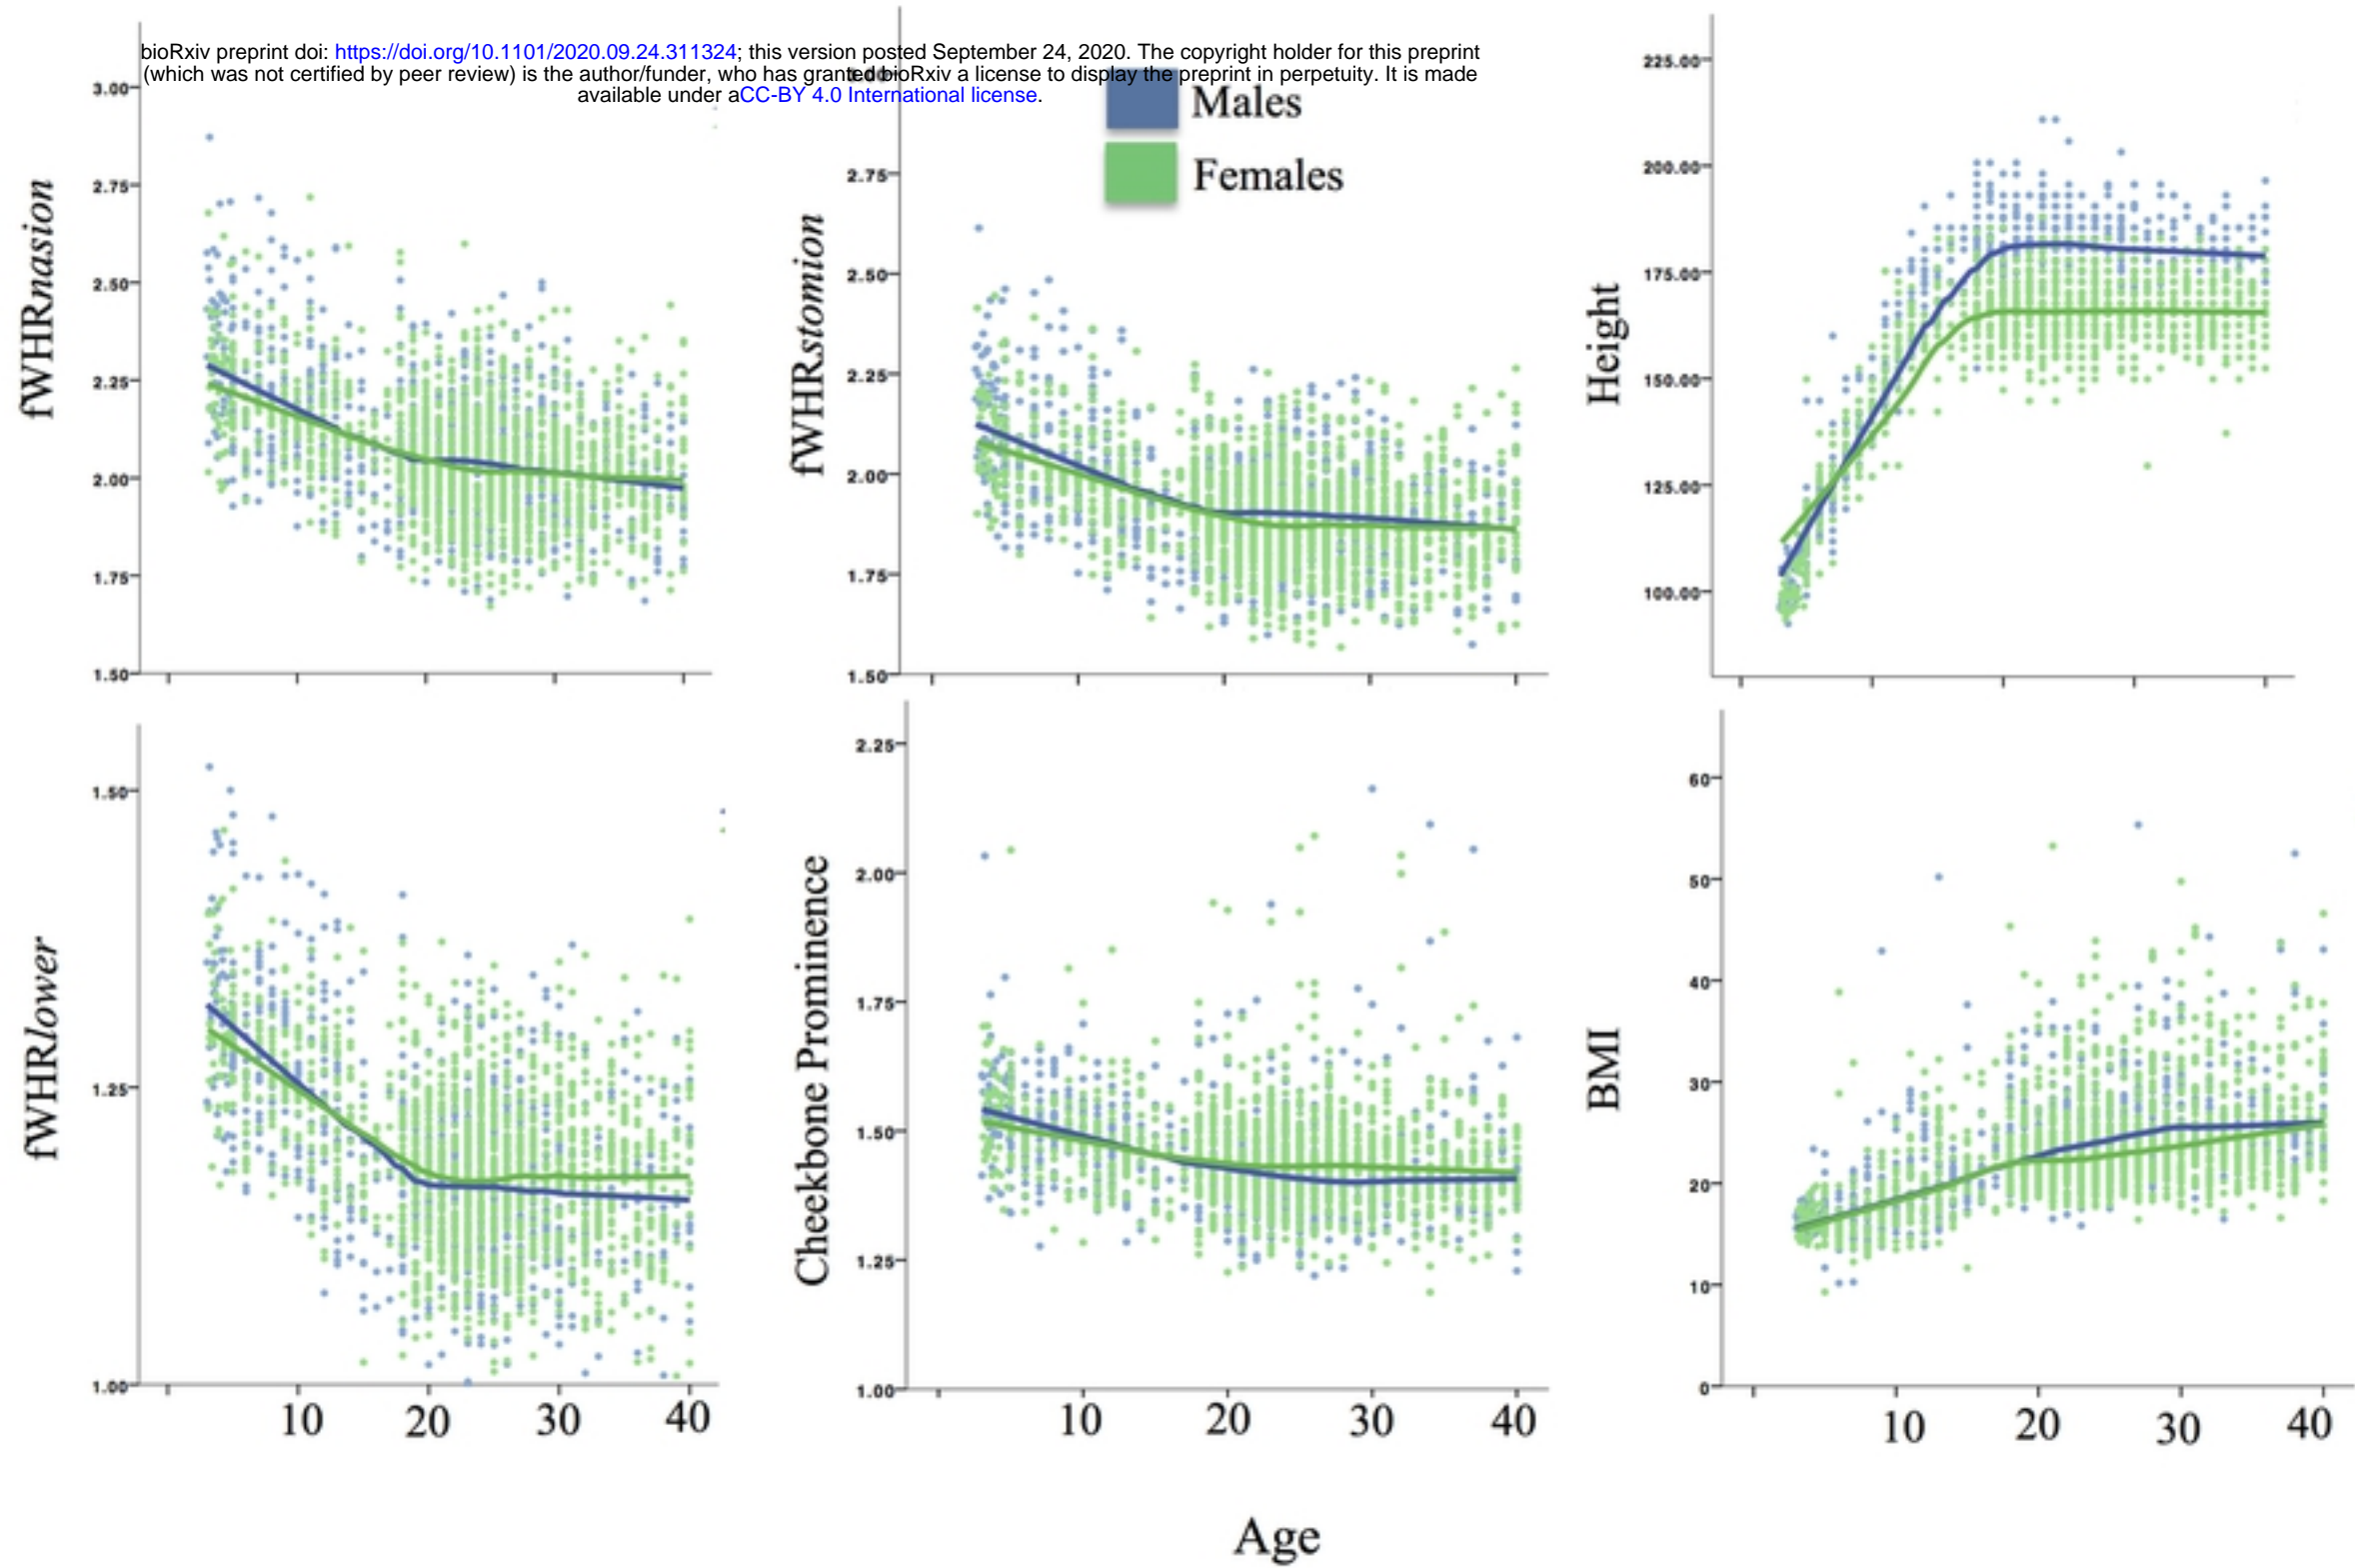 bioRxiv preprint doi: https://doi.org/10.1101/2020.09.24.311324; this version posted September 24, 2020. The copyright holder for this preprint
(which was not certified by peer review) is the author/funder, who has granted bioRxiv a license to display the preprint in perpetuity. It is made
available under aCC-BY 4.0 International license.
Males
Females
fWHRnasion
3.00
2.75
2.50
2.25
2.00
1.75
1.50
fWHRstomion
2.75
2.50
2.25
2.00
1.75
1.50
Height
225.00
200.00
175.00
150.00
125.00
100.00
fWHRlower
1.50
1.25
1.00
10 20 30 40
Cheekbone Prominence
2.25
2.00
1.75
1.50
1.25
1.00
10 20 30 40
BMI
60
50
40
30
20
10
0
10 20 30 40
Age